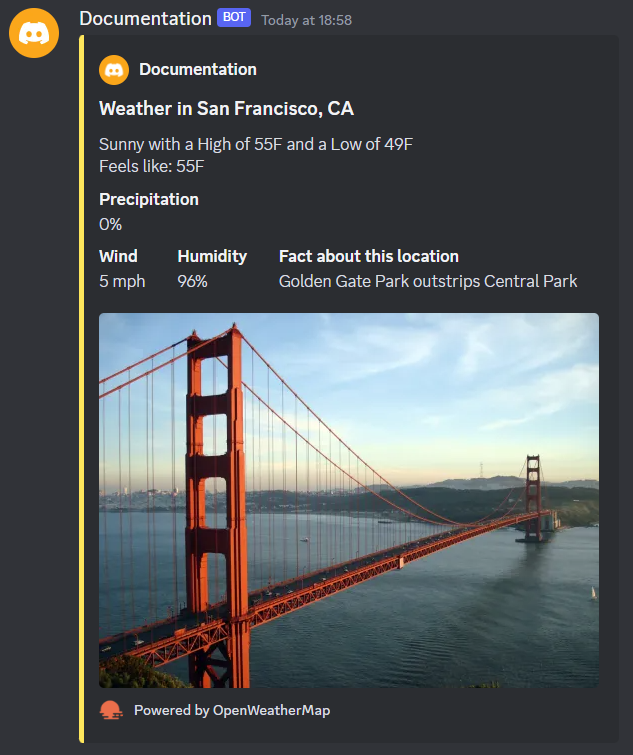 Documentation BOT Today at 18:58
Documentation
Weather in San Francisco, CA
Sunny with a High of 55F and a Low of 49F
Feels like: 55F
Precipitation
0%
Wind Humidity Fact about this location
5 mph 96% Golden Gate Park outstrips Central Park
Powered by OpenWeatherMap